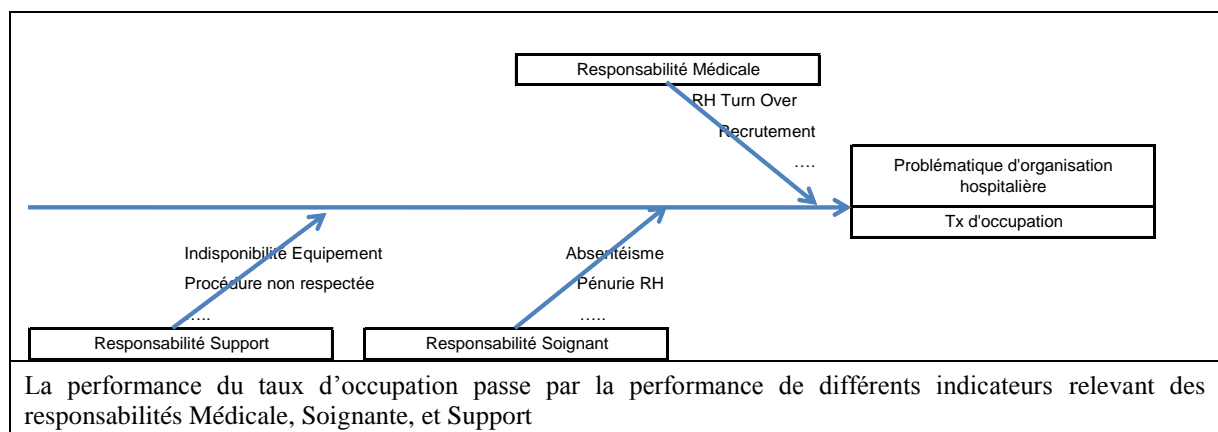 Responsabilité Médicale
RH Turn Over
Recrutement
....
Problématique d'organisation
hospitalière
Tx d'occupation
Indisponibilité Equipement
Procédure non respectée
.....
Absentéisme
Pénurie RH
.....
Responsabilité Support
Responsabilité Soignant
La performance du taux d’occupation passe par la performance de différents indicateurs relevant des
responsabilités Médicale, Soignante, et Support